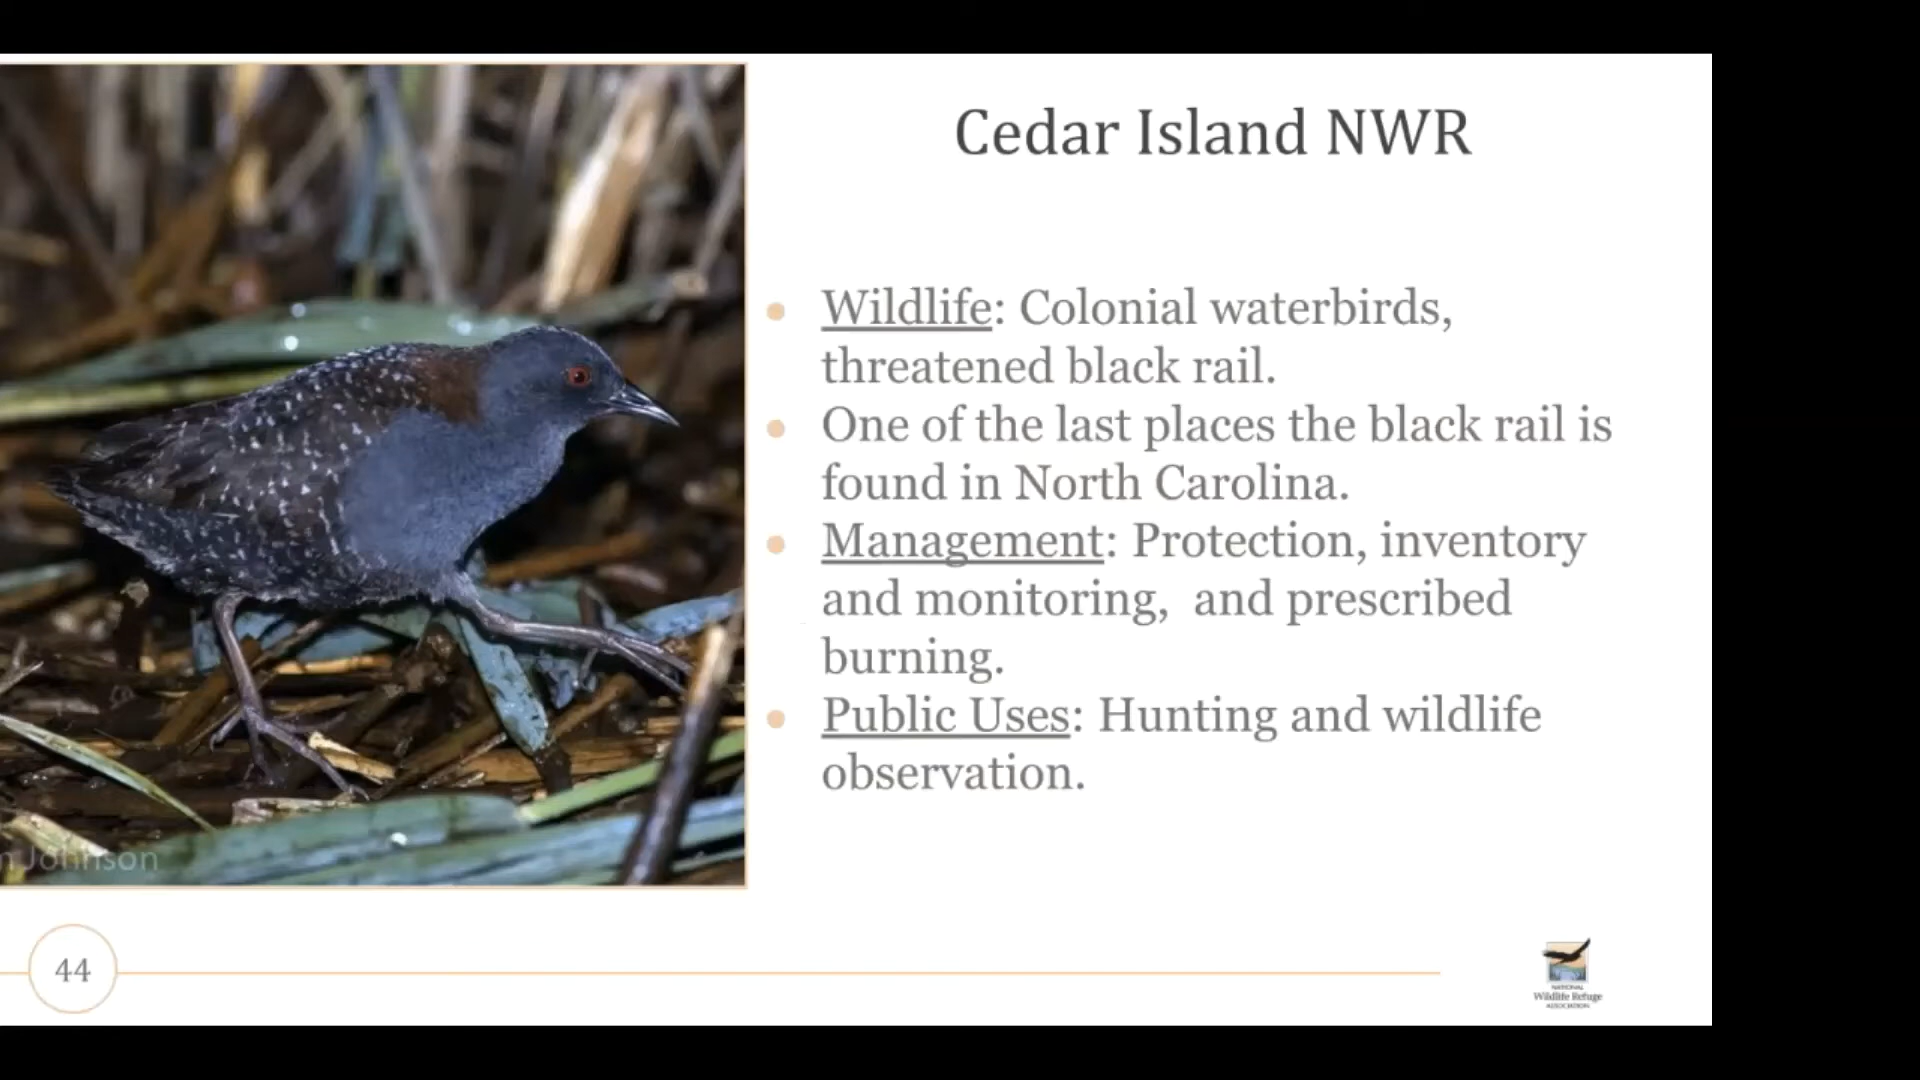 Cedar Island NWR
Wildlife: Colonial waterbirds,
threatened black rail.
One of the last places the black rail is
found in North Carolina.
Management: Protection, inventory
and monitoring,  and prescribed
burning.
Public Uses: Hunting and wildlife
observation.
Johnson
44
NATIONAL
Wildlife Refuge
ASSOCIATION